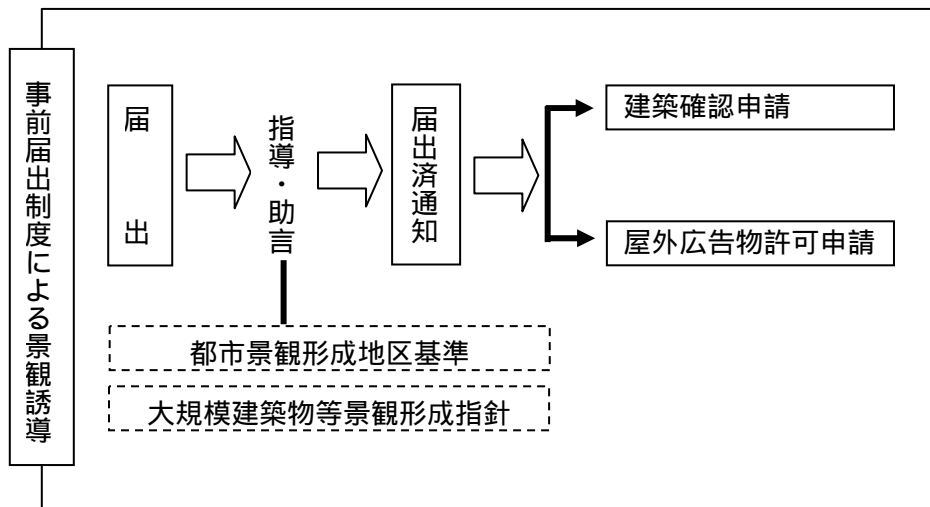 事前届出制度による景観誘導
届出
指導・助言
届出済通知
建築確認申請
屋外広告物許可申請
都市景観形成地区基準
大規模建築物等景観形成指針